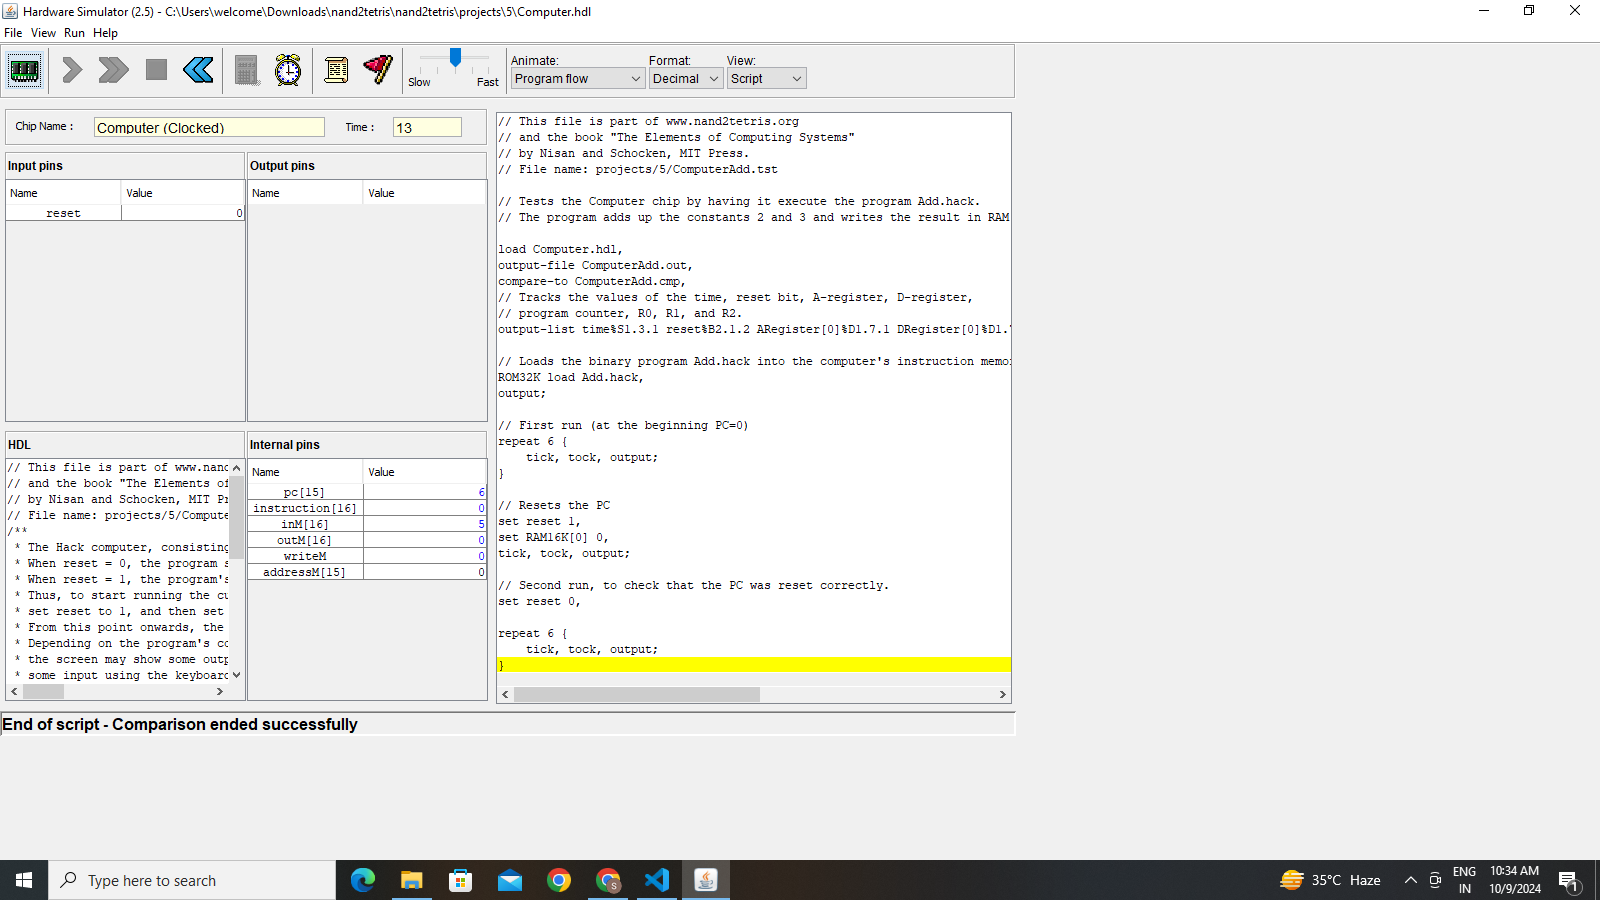 Hardware Simulator (2.5) - C:\Users\welcome\Downloads\nand2tetris\nand2tetris\projects\5\Computer.hdl
File View Run Help
Slow Fast
Animate: Format: View:
Program flow Decimal Script
Chip Name : Computer (Clocked) Time : 13
Input pins
Name Value
reset 0
Output pins
Name Value
HDL
// This file is part of www.nand
// and the book "The Elements of
// by Nisan and Schocken, MIT Pr
// File name: projects/5/Compute
/**
* The Hack computer, consisting
* When reset = 0, the program s
* When reset = 1, the program's
* Thus, to start running the cu
* set reset to 1, and then set
* From this point onwards, the
* Depending on the program's co
* the screen may show some outp
* some input using the keyboard
Internal pins
Name Value
pc[15] 6
instruction[16] 0
inM[16] 5
outM[16] 0
writeM 0
addressM[15] 0
// This file is part of www.nand2tetris.org
// and the book "The Elements of Computing Systems"
// by Nisan and Schocken, MIT Press.
// File name: projects/5/ComputerAdd.tst
// Tests the Computer chip by having it execute the program Add.hack.
// The program adds up the constants 2 and 3 and writes the result in RAM
load Computer.hdl,
output-file ComputerAdd.out,
compare-to ComputerAdd.cmp,
// Tracks the values of the time, reset bit, A-register, D-register,
// program counter, R0, R1, and R2.
output-list time%S1.3.1 reset%B2.1.2 ARegister[0]%D1.7.1 DRegister[0]%D1.7
// Loads the binary program Add.hack into the computer's instruction memo
ROM32K load Add.hack,
output;
// First run (at the beginning PC=0)
repeat 6 {
tick, tock, output;
}
// Resets the PC
set reset 1,
set RAM16K[0] 0,
tick, tock, output;
// Second run, to check that the PC was reset correctly.
set reset 0,
repeat 6 {
tick, tock, output;
}
End of script - Comparison ended successfully
Type here to search
S
35°C Haze
ENG
IN
10:34 AM
10/9/2024
1